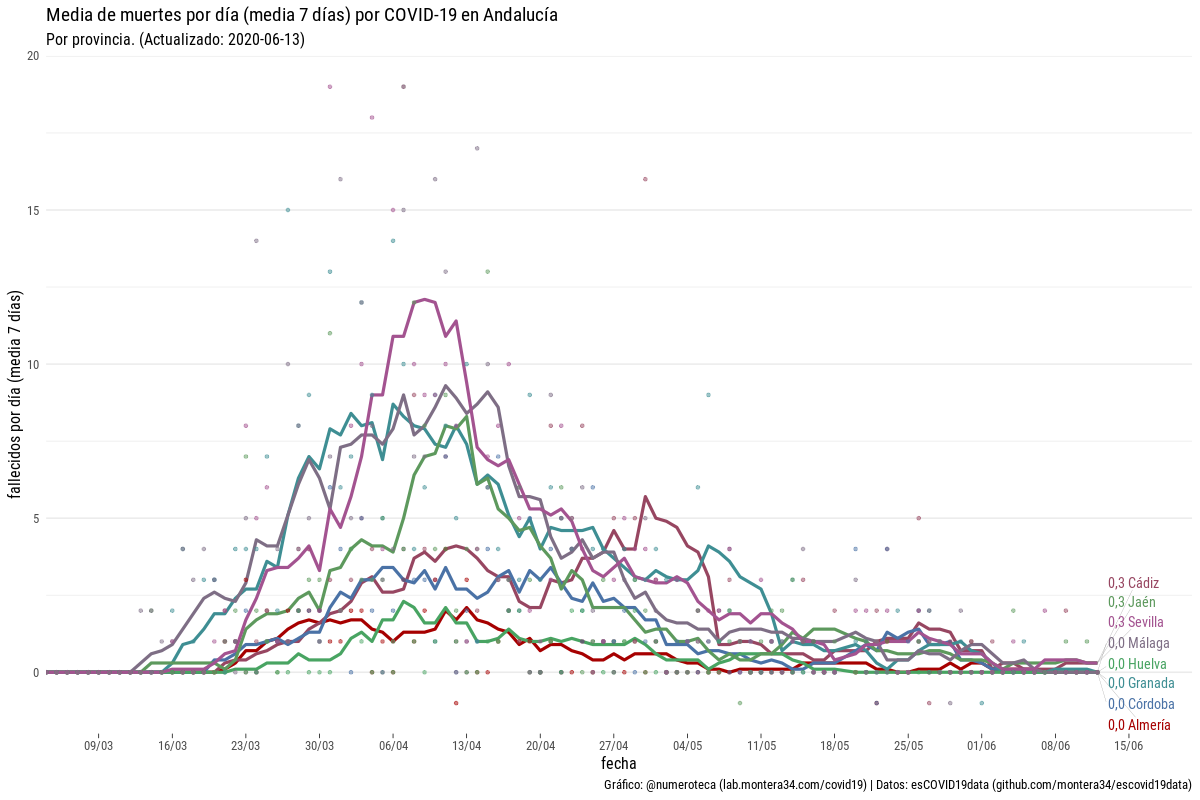 Media de muertes por día (media 7 días) por COVID-19 en Andalucía
Por provincia. (Actualizado: 2020-06-13)
fallecidos por día (media 7 días)
20
15
10
5
0
0,3 Cádiz
0,3 Jaén
0,3 Sevilla
0,0 Málaga
0,0 Huelva
0,0 Granada
0,0 Córdoba
0,0 Almería
09/03 16/03 23/03 30/03 06/04 13/04 20/04 27/04 04/05 11/05 18/05 25/05 01/06 08/06 15/06
fecha
Gráfico: @numeroteca (lab.montera34.com/covid19) | Datos: esCOVID19data (github.com/montera34/escovid19data)